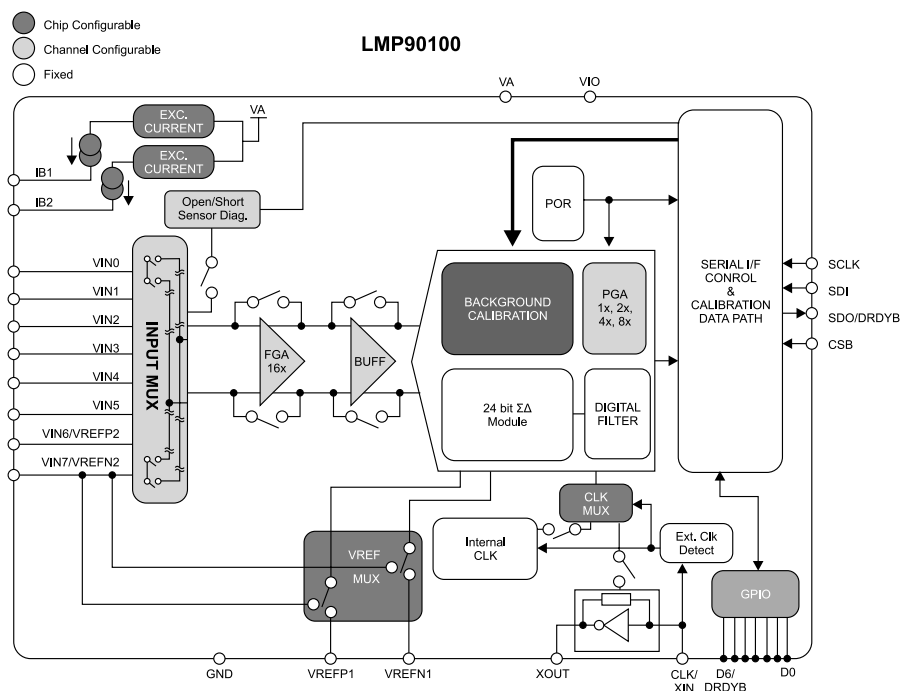 Chip Configurable
Channel Configurable
Fixed
LMP90100
VA
VIO
EXC.
CURRENT
VA
EXC.
CURRENT
IB1
IB2
Open/Short
Sensor Diag.
POR
VIN0
VIN1
VIN2
VIN3
VIN4
VIN5
VIN6/VREFP2
VIN7/VREFN2
INPUT MUX
FGA
16x
BUFF
BACKGROUND
CALIBRATION
PGA
1x, 2x,
4x, 8x
24 bit ΣΔ
Module
DIGITAL
FILTER
SERIAL I/F
CONROL
&
CALIBRATION
DATA PATH
SCLK
SDI
SDO/DRDYB
CSB
VREF
MUX
Internal
CLK
CLK
MUX
Ext. Clk
Detect
GPIO
GND
VREFP1
VREFN1
XOUT
CLK/
XIN
D6/
DRDYB
D0